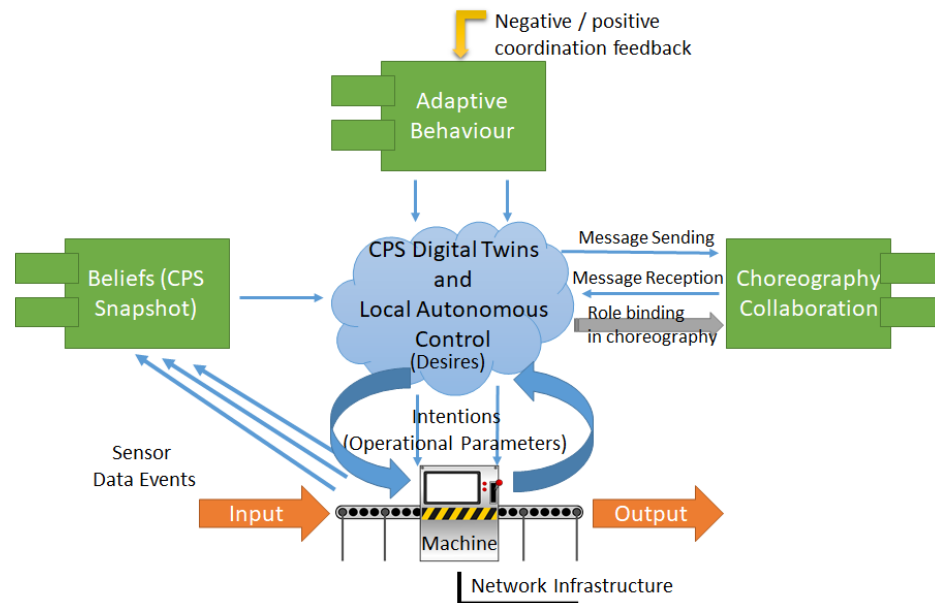 Negative / positive
coordination feedback
Adaptive
Behaviour
Beliefs (CPS
Snapshot)
CPS Digital Twins
and
Local Autonomous
Control
(Desires)
Message Sending
Message Reception
Role binding
in choreography
Choreography
Collaboration
Intentions
(Operational Parameters)
Sensor
Data Events
Input
Output
Machine
Network Infrastructure